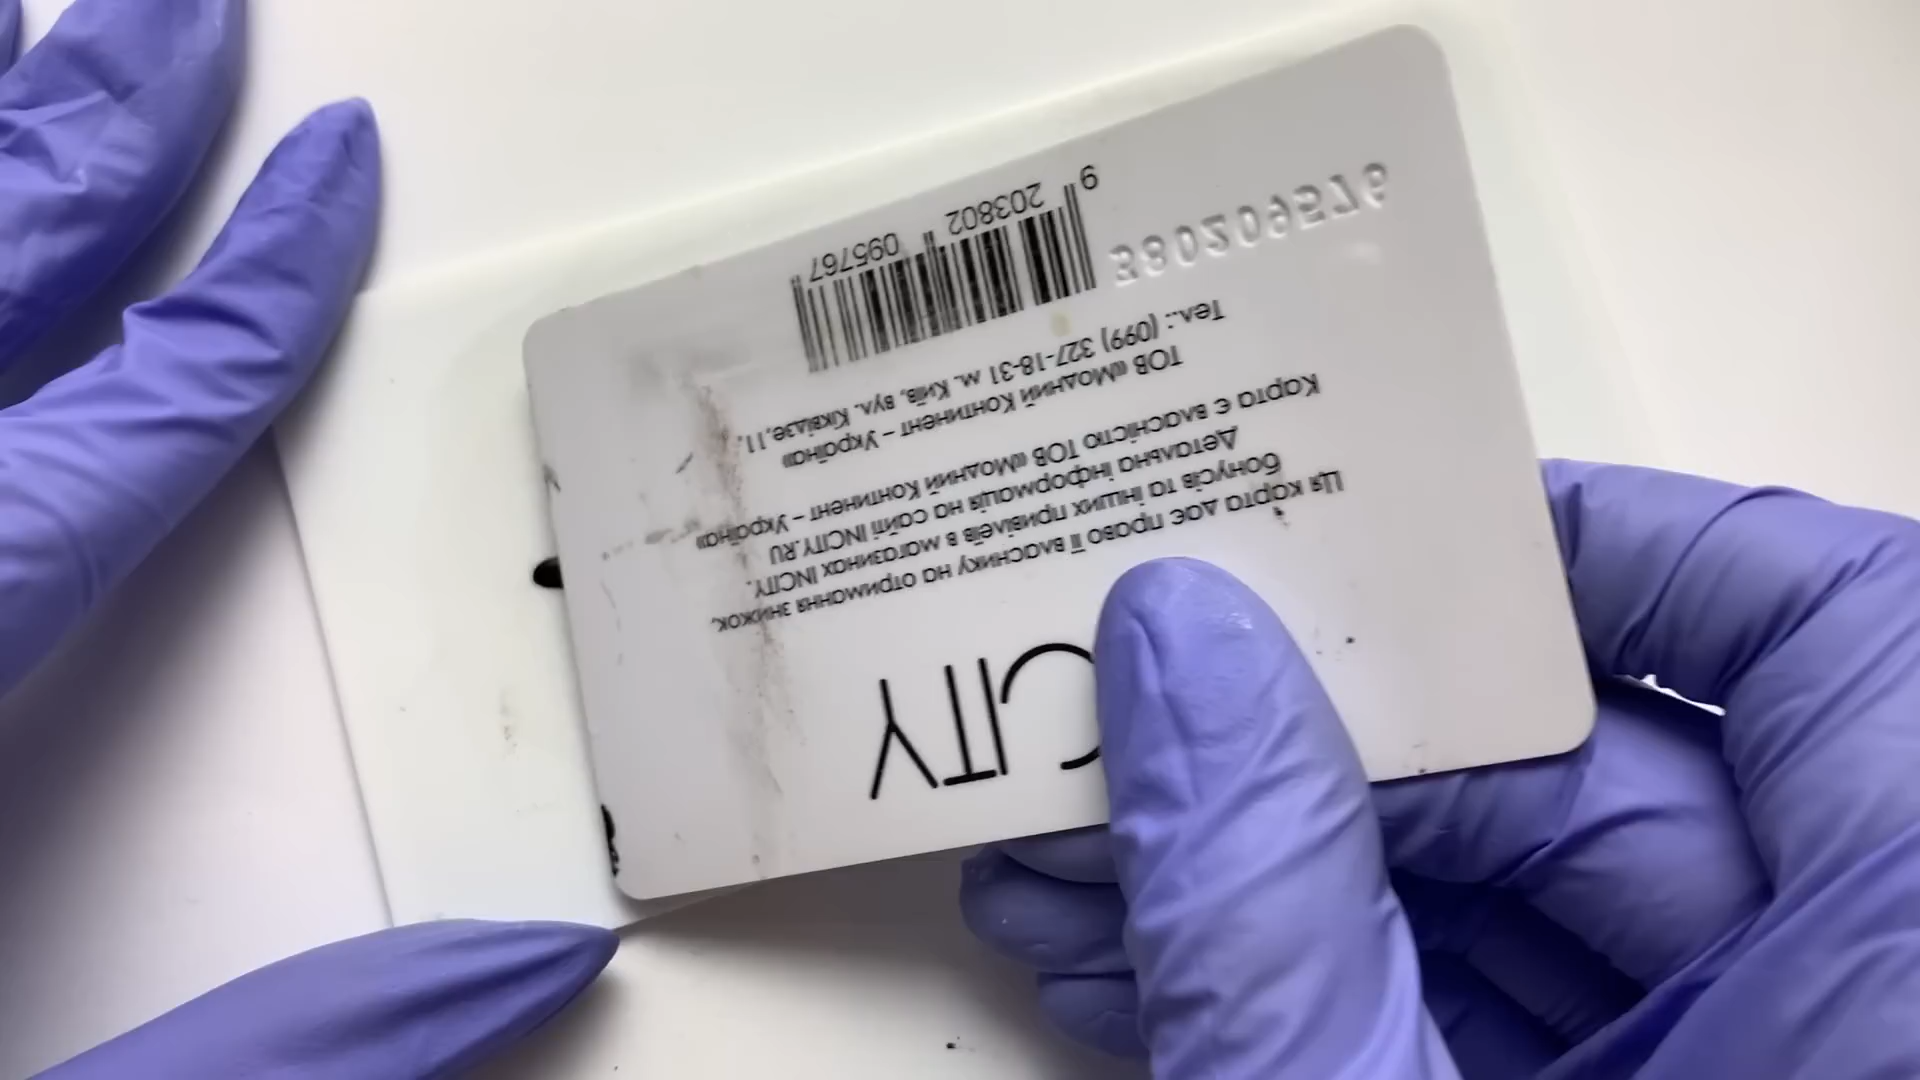 CITY
Ця карта дає право її власнику на отримання знижок,
бонусів та інших привілеїв в магазинах INCITY.
Детальна інформація на сайті INCITY.RU
Карта є власністю ТОВ «Модний Континент – Україна»
ТОВ «Модний Континент – Україна»
Тел.: (099) 327-18-31 м. Київ, вул. Кіквідзе,11.
380209576
9 203802 095767